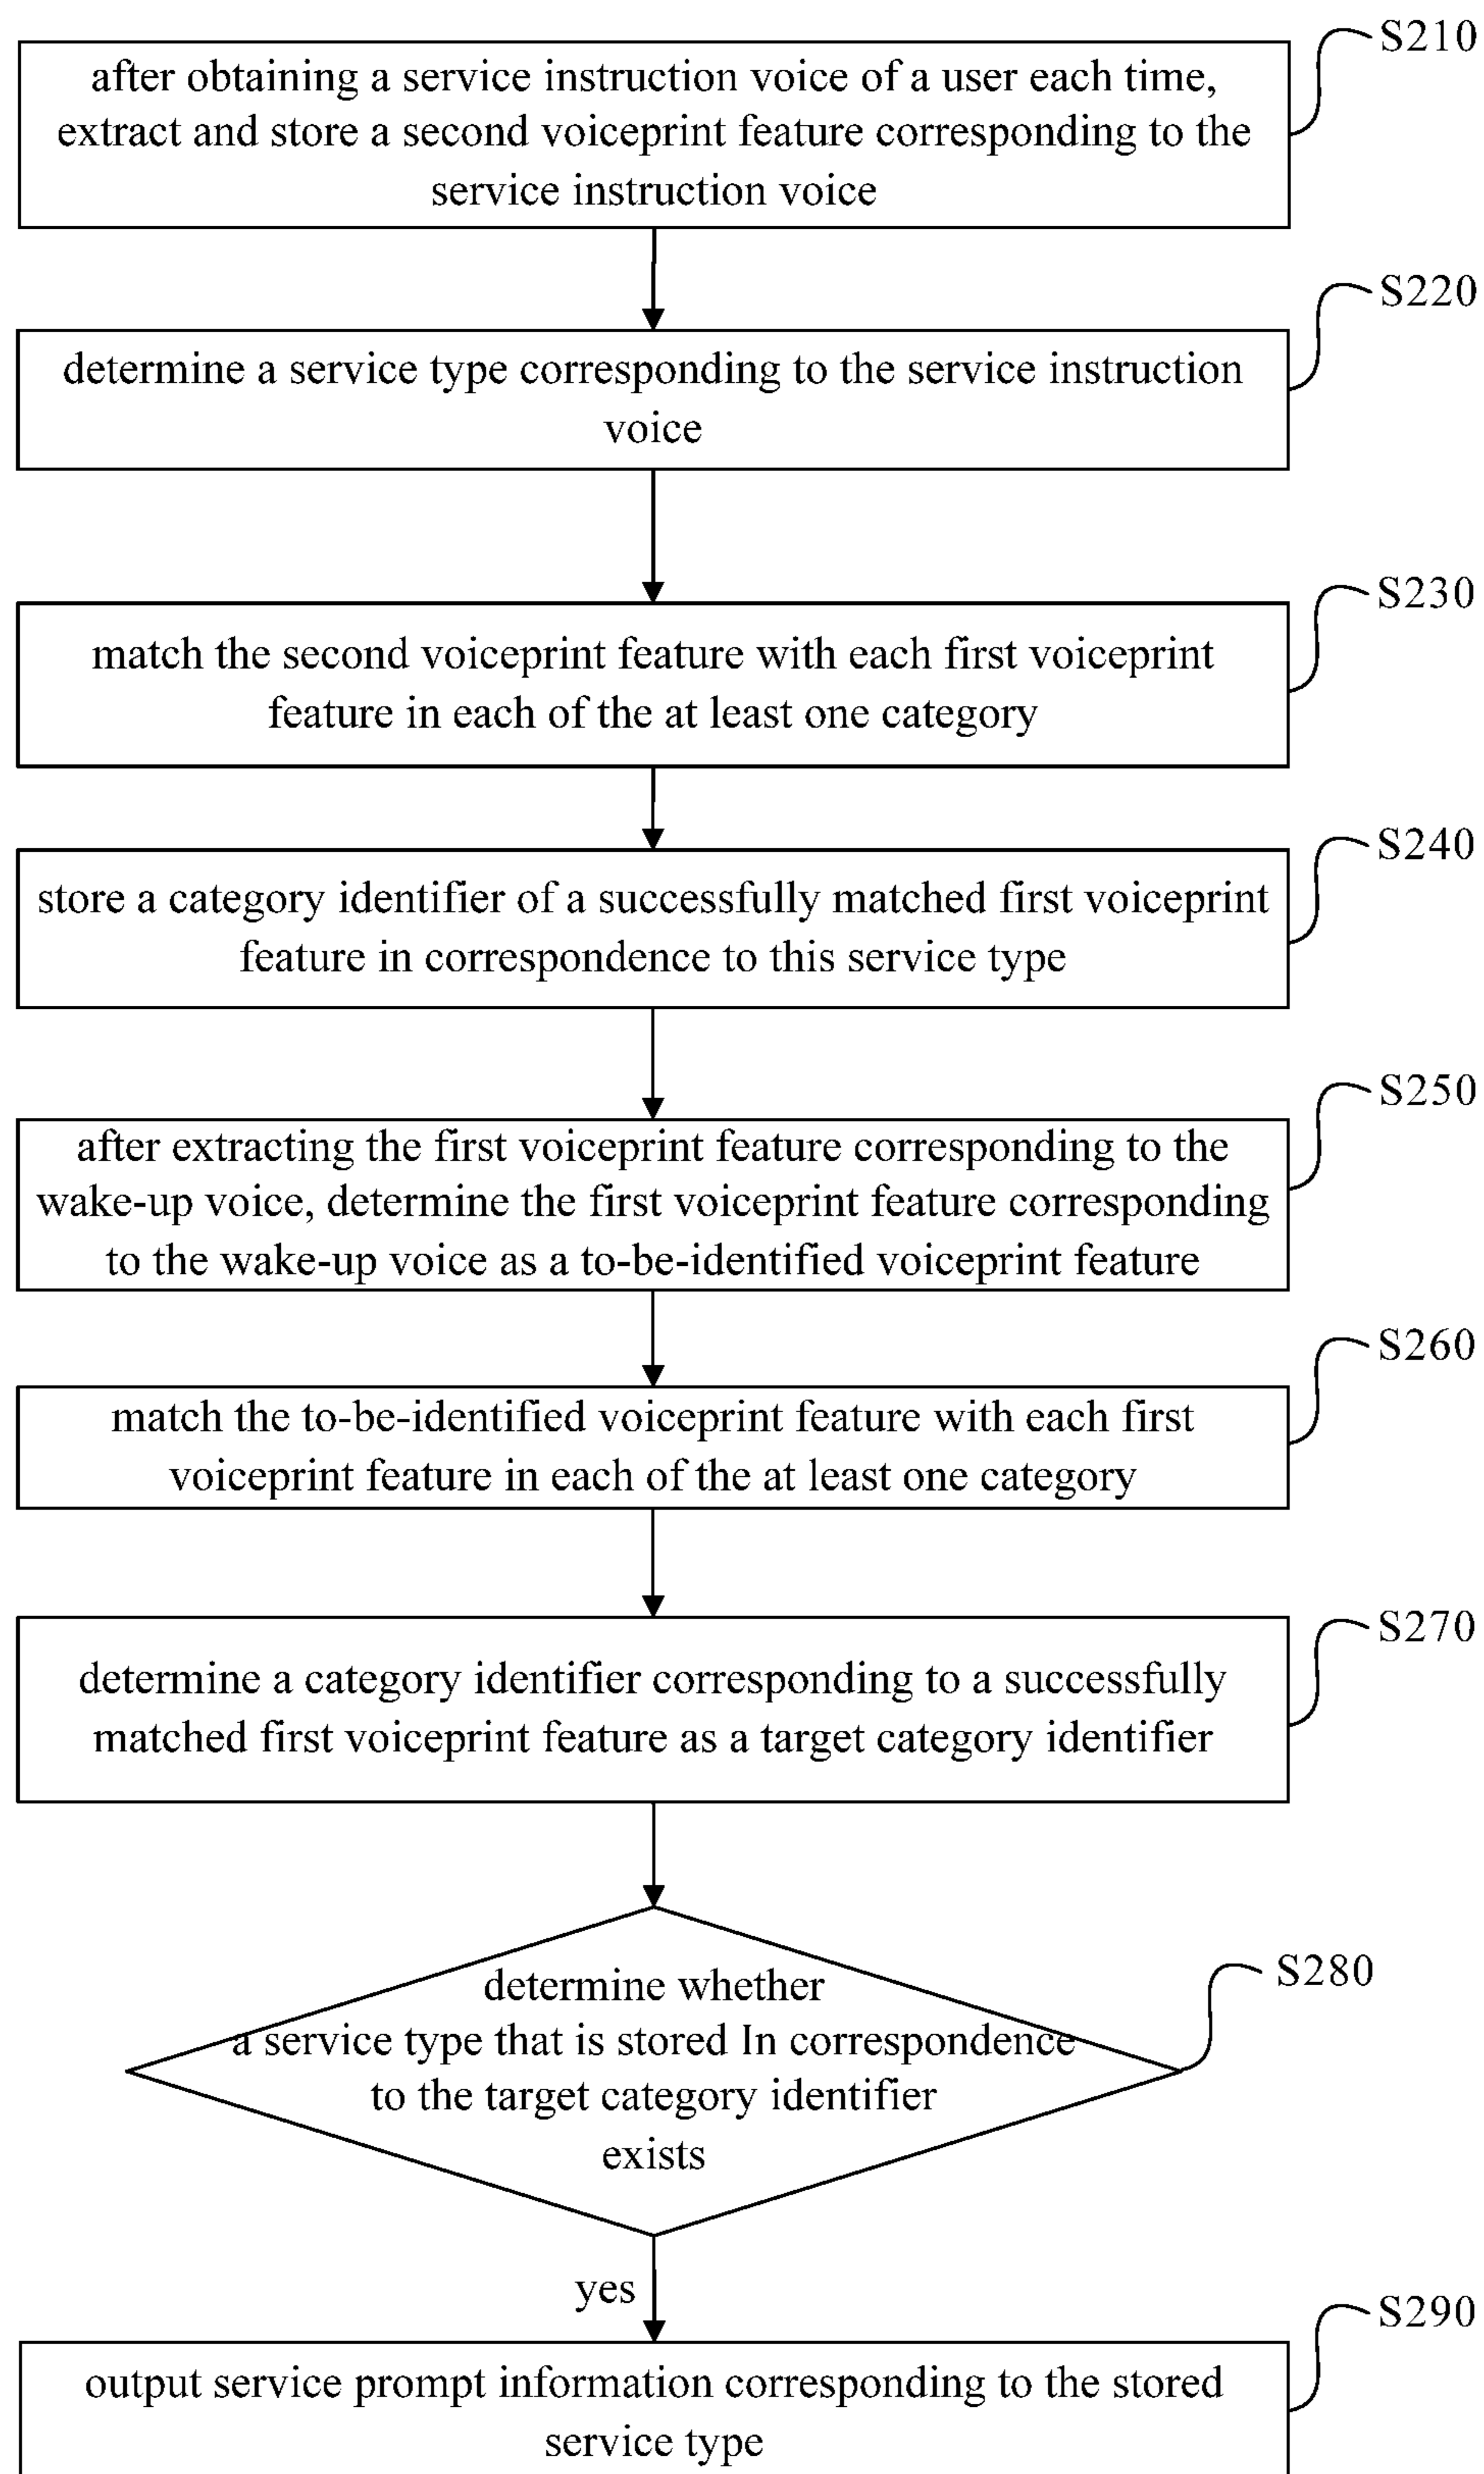 S210
after obtaining a service instruction voice of a user each time,
extract and store a second voiceprint feature corresponding to the
service instruction voice
S220
determine a service type corresponding to the service instruction
voice
S230
match the second voiceprint feature with each first voiceprint
feature in each of the at least one category
S240
store a category identifier of a successfully matched first voiceprint
feature in correspondence to this service type
S250
after extracting the first voiceprint feature corresponding to the
wake-up voice, determine the first voiceprint feature corresponding
to the wake-up voice as a to-be-identified voiceprint feature
S260
match the to-be-identified voiceprint feature with each first
voiceprint feature in each of the at least one category
S270
determine a category identifier corresponding to a successfully
matched first voiceprint feature as a target category identifier
S280
determine whether
a service type that is stored In correspondence
to the target category identifier
exists
yes
S290
output service prompt information corresponding to the stored
service type